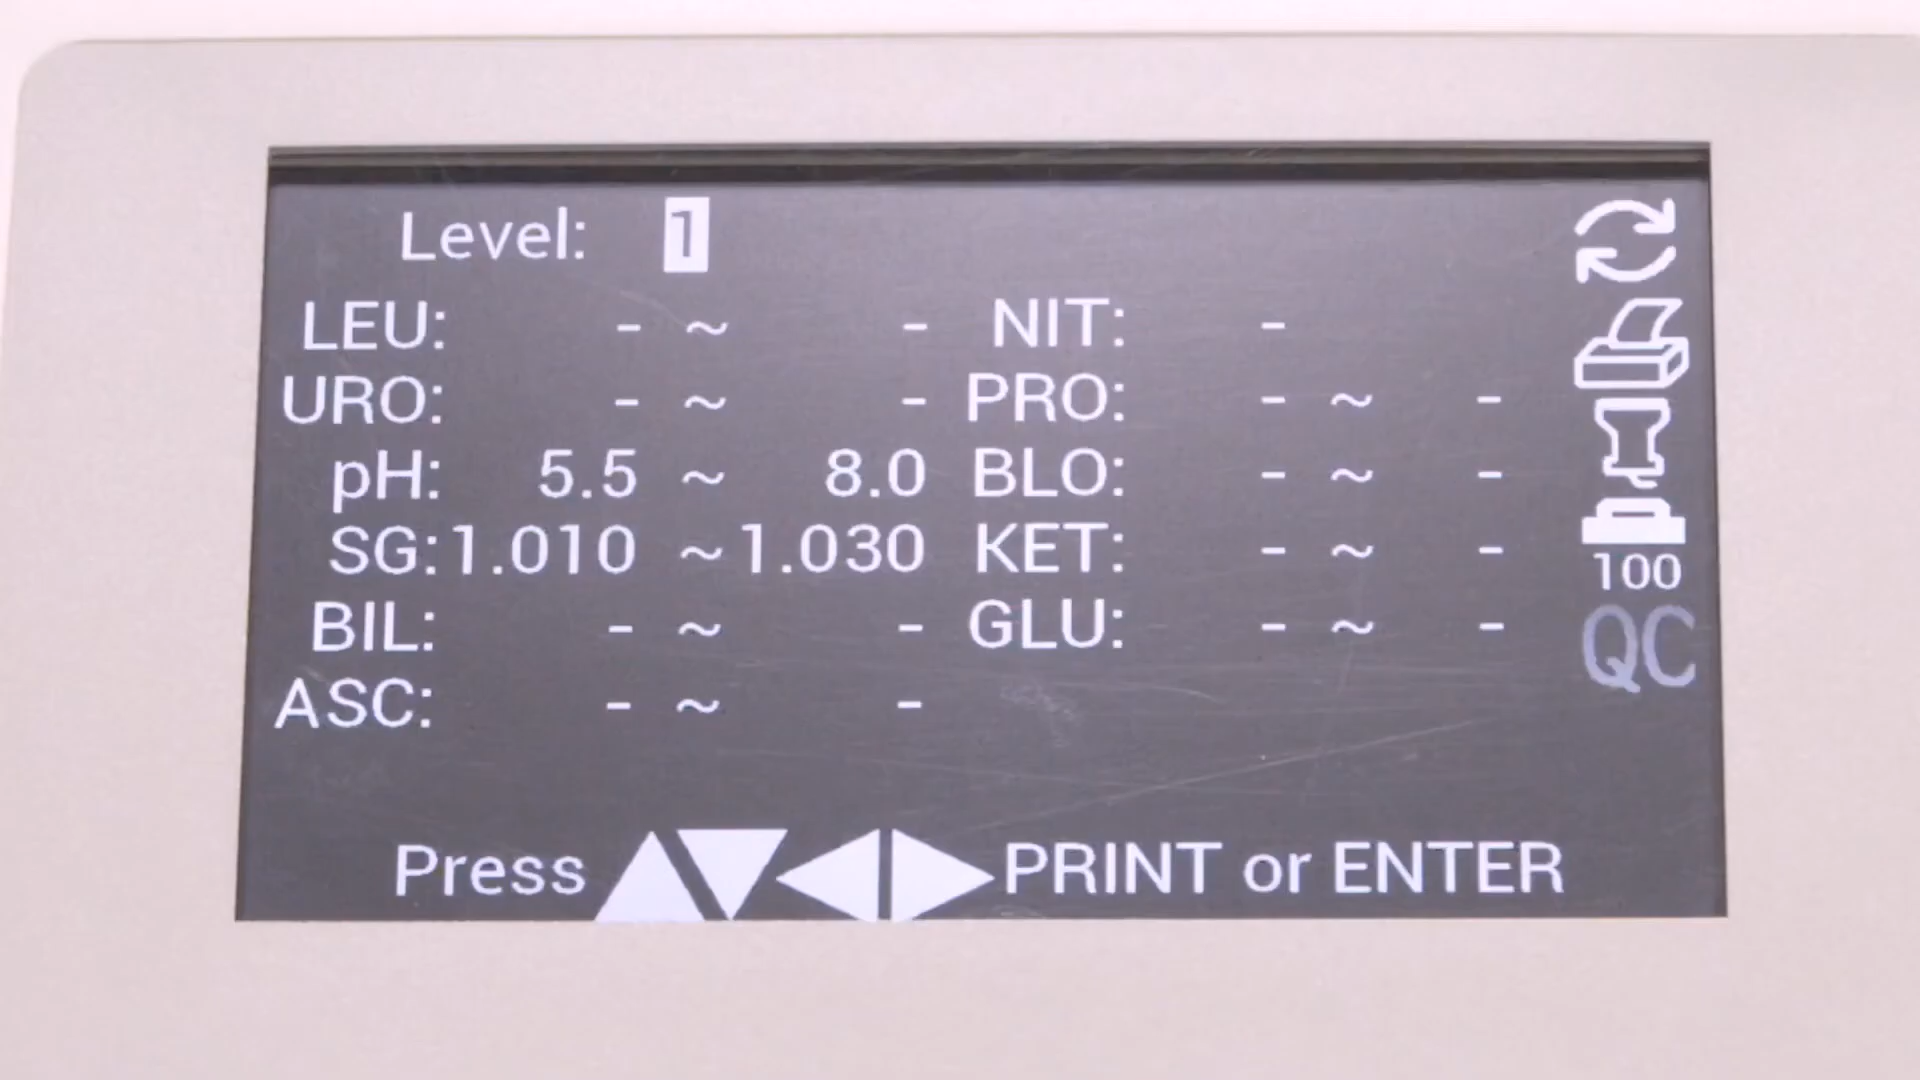 Level: 1
LEU: - ~ - NIT: -
URO: - ~ - PRO: - ~ -
pH: 5.5 ~ 8.0 BLO: - ~ -
SG: 1.010 ~ 1.030 KET: - ~ -
BIL: - ~ - GLU: - ~ -
ASC: - ~ -
100
QC
Press ▲▼◀▶ PRINT or ENTER